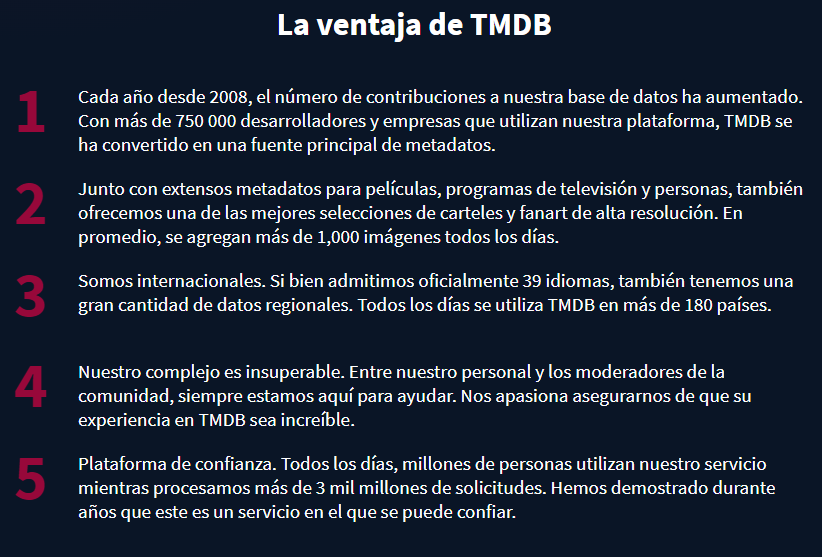 La ventaja de TMDB
1
Cada año desde 2008, el número de contribuciones a nuestra base de datos ha aumentado.
Con más de 750 000 desarrolladores y empresas que utilizan nuestra plataforma, TMDB se
ha convertido en una fuente principal de metadatos.
2
Junto con extensos metadatos para películas, programas de televisión y personas, también
ofrecemos una de las mejores selecciones de carteles y fanart de alta resolución. En
promedio, se agregan más de 1,000 imágenes todos los días.
3
Somos internacionales. Si bien admitimos oficialmente 39 idiomas, también tenemos una
gran cantidad de datos regionales. Todos los días se utiliza TMDB en más de 180 países.
4
Nuestro complejo es insuperable. Entre nuestro personal y los moderadores de la
comunidad, siempre estamos aquí para ayudar. Nos apasiona asegurarnos de que su
experiencia en TMDB sea increíble.
5
Plataforma de confianza. Todos los días, millones de personas utilizan nuestro servicio
mientras procesamos más de 3 mil millones de solicitudes. Hemos demostrado durante
años que este es un servicio en el que se puede confiar.